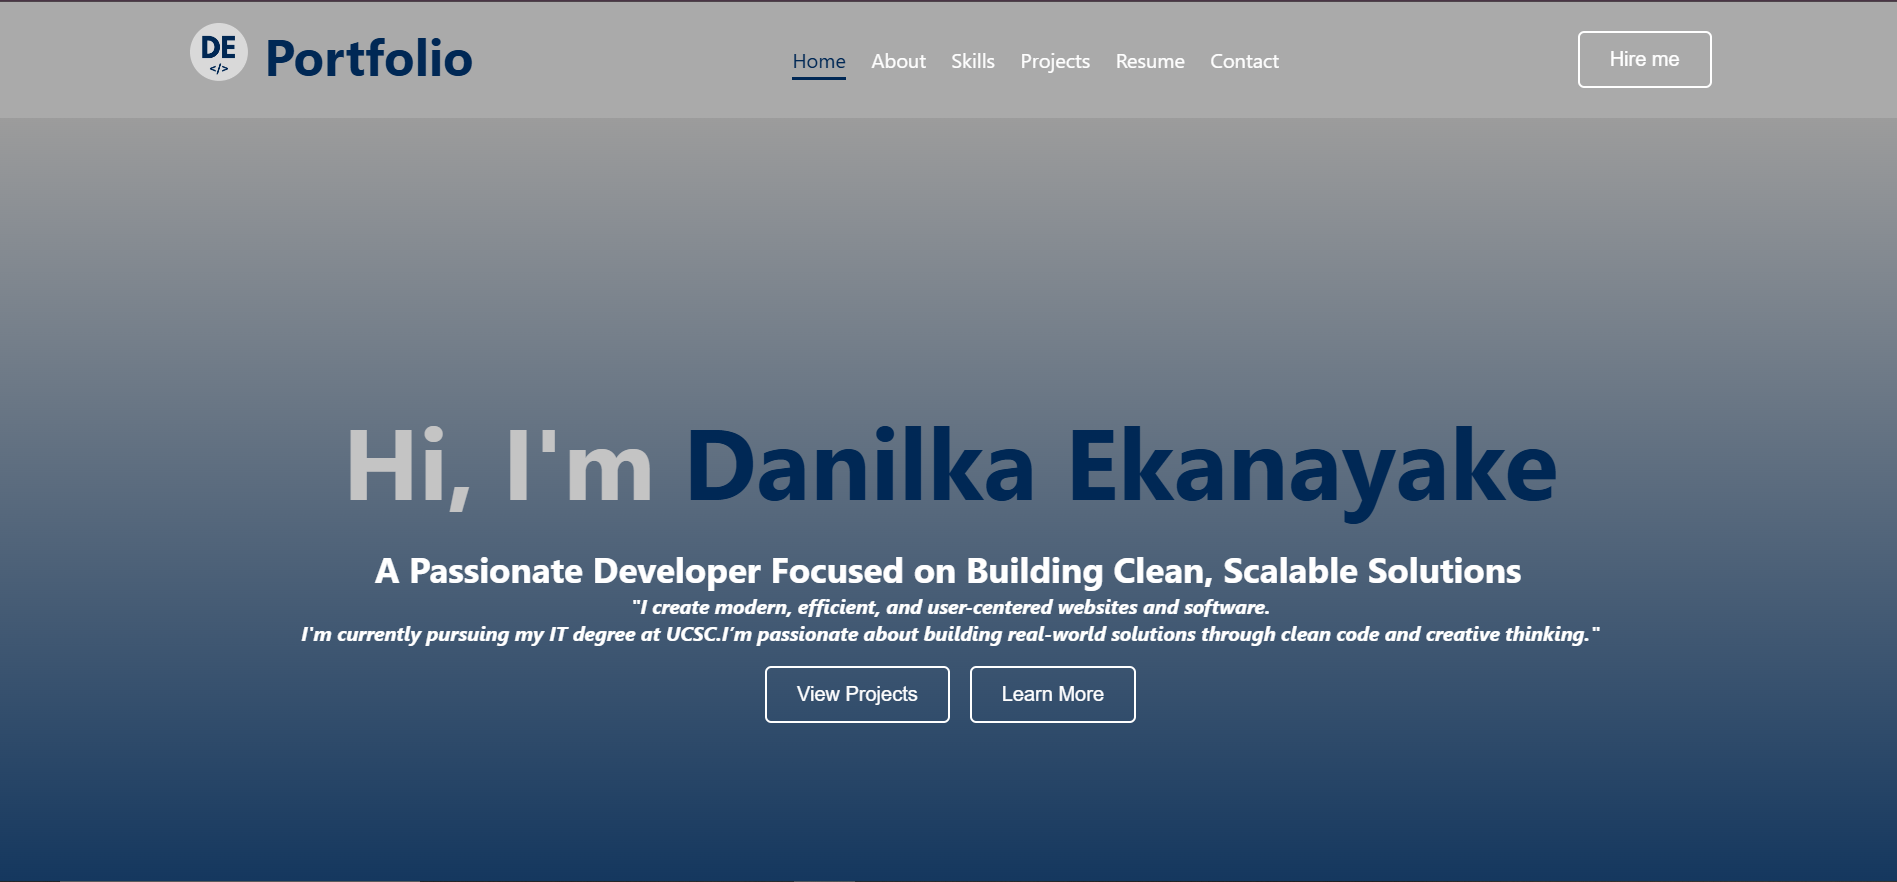 DE
</>
Portfolio
Home About Skills Projects Resume Contact
Hire me
Hi, I'm Danilka Ekanayake
A Passionate Developer Focused on Building Clean, Scalable Solutions
"I create modern, efficient, and user-centered websites and software.
I'm currently pursuing my IT degree at UCSC.I’m passionate about building real-world solutions through clean code and creative thinking."
View Projects Learn More